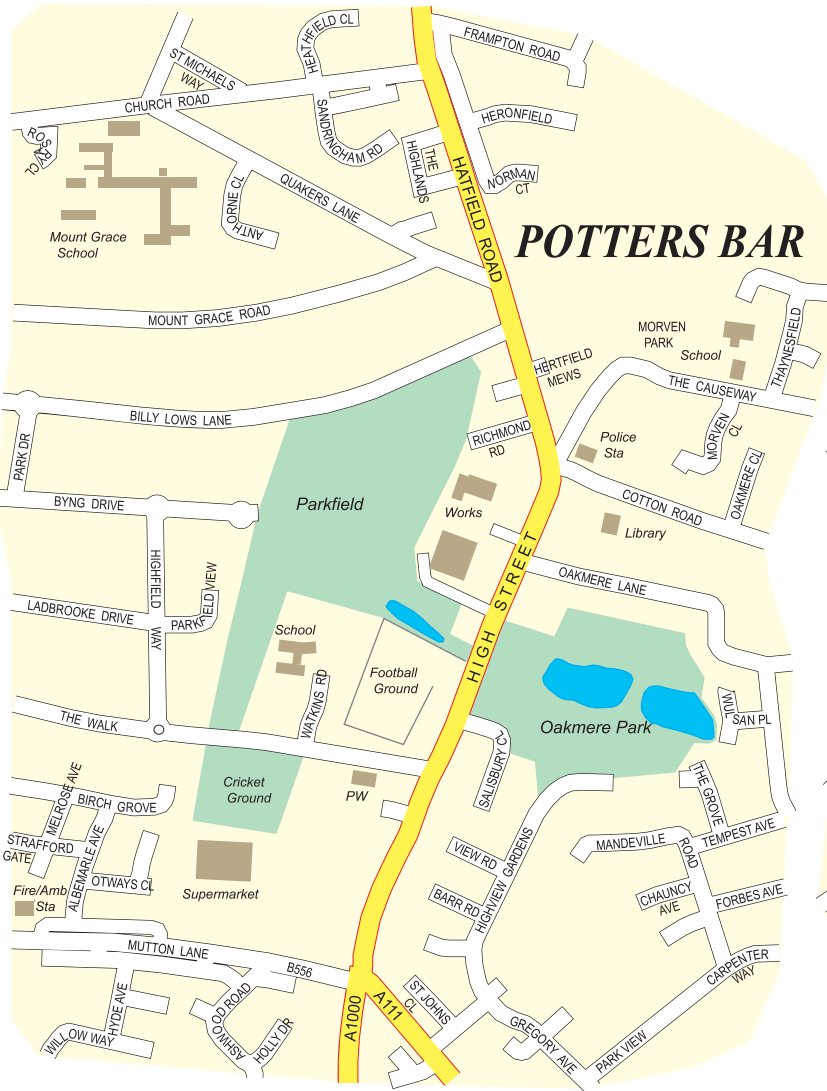 HEATHFIELD CL
FRAMPTON ROAD
ST MICHAELS
WAY
CHURCH ROAD
SANDRINGHAM RD
HERONFIELD
THE
HIGHLANDS
NORMAN
CT
ROSARY CL
HATFIELD ROAD
QUAKERS LANE
ANTHORNE CL
Mount Grace
School
POTTERS BAR
MOUNT GRACE ROAD
MORVEN
PARK
School
THAYNESFIELD
HERTFIELD
MEWS
THE CAUSEWAY
BILLY LOWS LANE
RICHMOND
RD
MORVEN
CL
Police
Sta
PARK DR
OAKMERE CL
Parkfield
Works
COTTON ROAD
BYNG DRIVE
Library
HIGHFIELD WAY
HIGH STREET
OAKMERE LANE
PARKFIELD VIEW
LADBROOKE DRIVE
School
Football
Ground
WATKINS RD
THE WALK
Oakmere Park
WUL
SAN PL
SALISBURY CL
Cricket
Ground
PW
THE GROVE
MELROSE AVE
BIRCH GROVE
STRAFFORD
GATE
ALBEMARLE AVE
OTWAYS CL
Supermarket
VIEW RD
HIGHVIEW GARDENS
MANDEVILLE
ROAD
TEMPEST AVE
Fire/Amb
Sta
BARR RD
CHAUNCY
AVE
FORBES AVE
MUTTON LANE
B556
CARPENTER
WAY
A1000
A111
ST JOHNS
CL
HYDE AVE
ASHWOOD ROAD
HOLLY DR
WILLOW WAY
GREGORY AVE
PARK VIEW